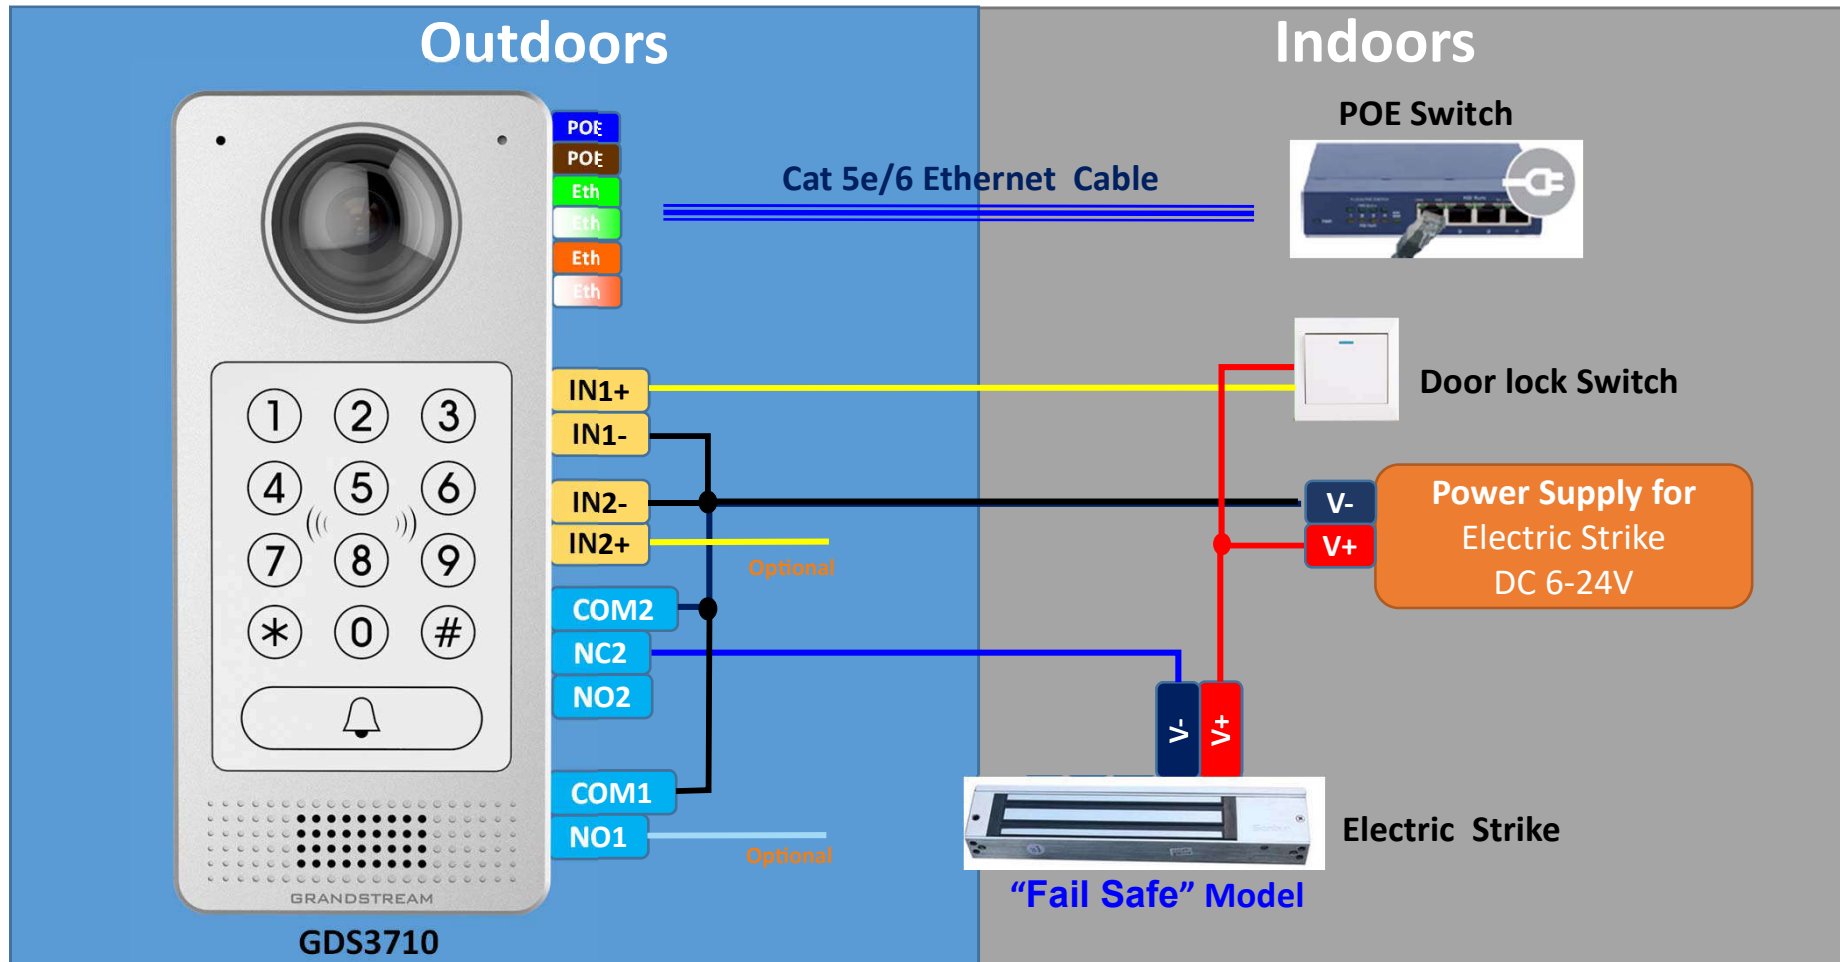 Outdoors
Indoors
POE Switch
POE
POE
Eth
Eth
Eth
Eth
Cat 5e/6 Ethernet Cable
IN1+
IN1-
IN2-
IN2+
Optional
COM2
NC2
NO2
COM1
NO1
Optional
Door lock Switch
V-
V+
Power Supply for
Electric Strike
DC 6-24V
V-
V+
Electric Strike
“Fail Safe” Model
1 2 3
4 5 6
7 8 9
* 0 #
GRANDSTREAM
GDS3710